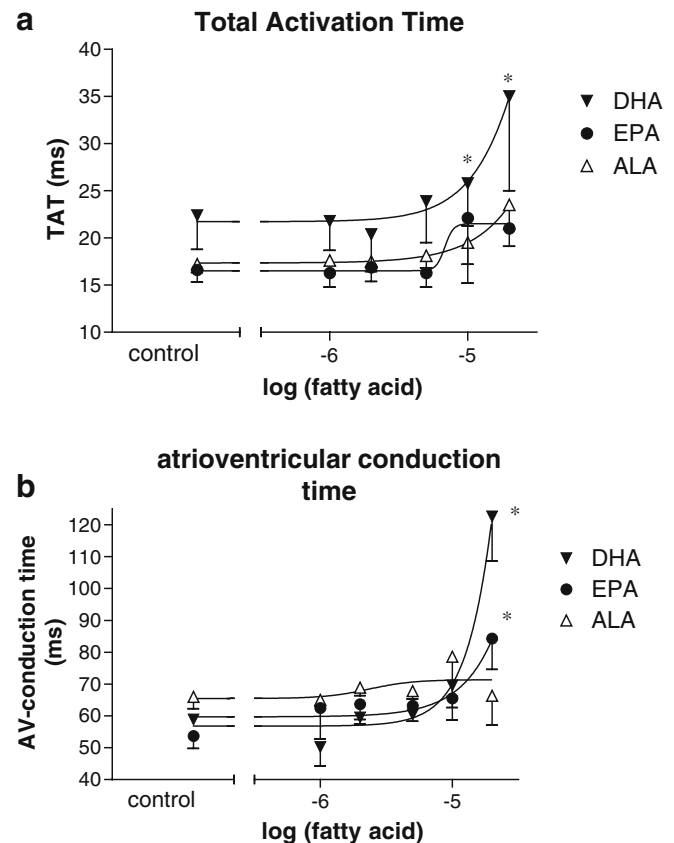 a
Total Activation Time
40
35
30
25
20
15
10
TAT (ms)
*
*
DHA
EPA
ALA
control
-6
-5
log (fatty acid)
b
atrioventricular conduction
time
120
110
100
90
80
70
60
50
40
AV-conduction time
(ms)
*
*
DHA
EPA
ALA
control
-6
-5
log (fatty acid)